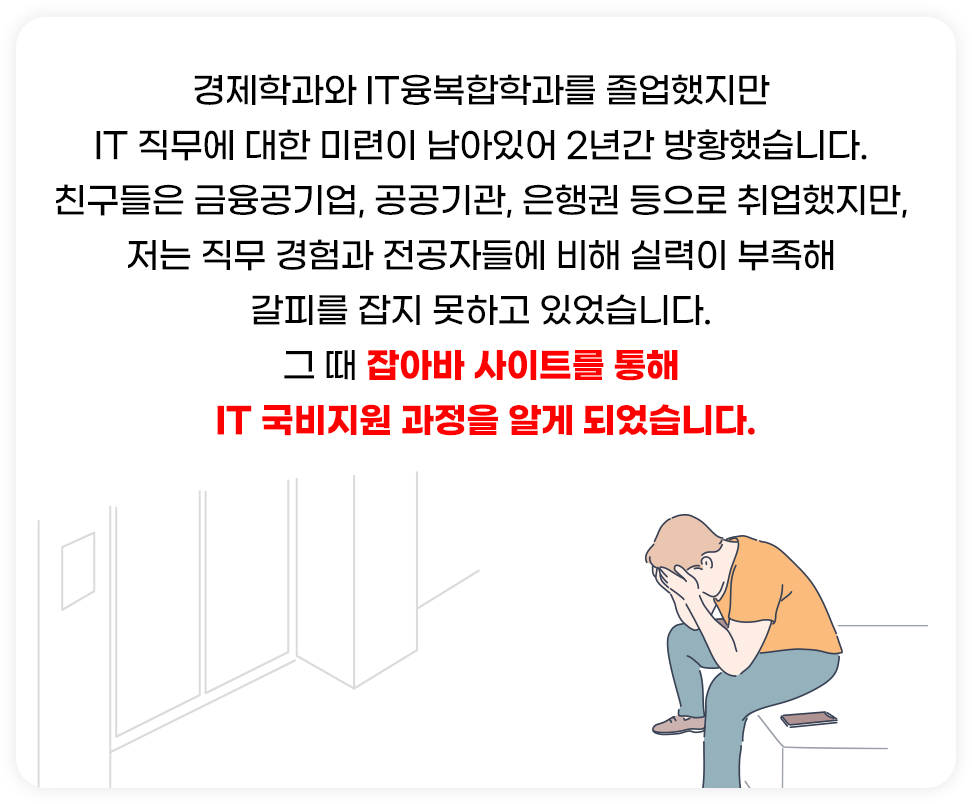 경제학과와 IT융복합학과를 졸업했지만
IT 직무에 대한 미련이 남아있어 2년간 방황했습니다.
친구들은 금융공기업, 공공기관, 은행권 등으로 취업했지만,
저는 직무 경험과 전공자들에 비해 실력이 부족해
갈피를 잡지 못하고 있었습니다.
그 때 잡아바 사이트를 통해
IT 국비지원 과정을 알게 되었습니다.